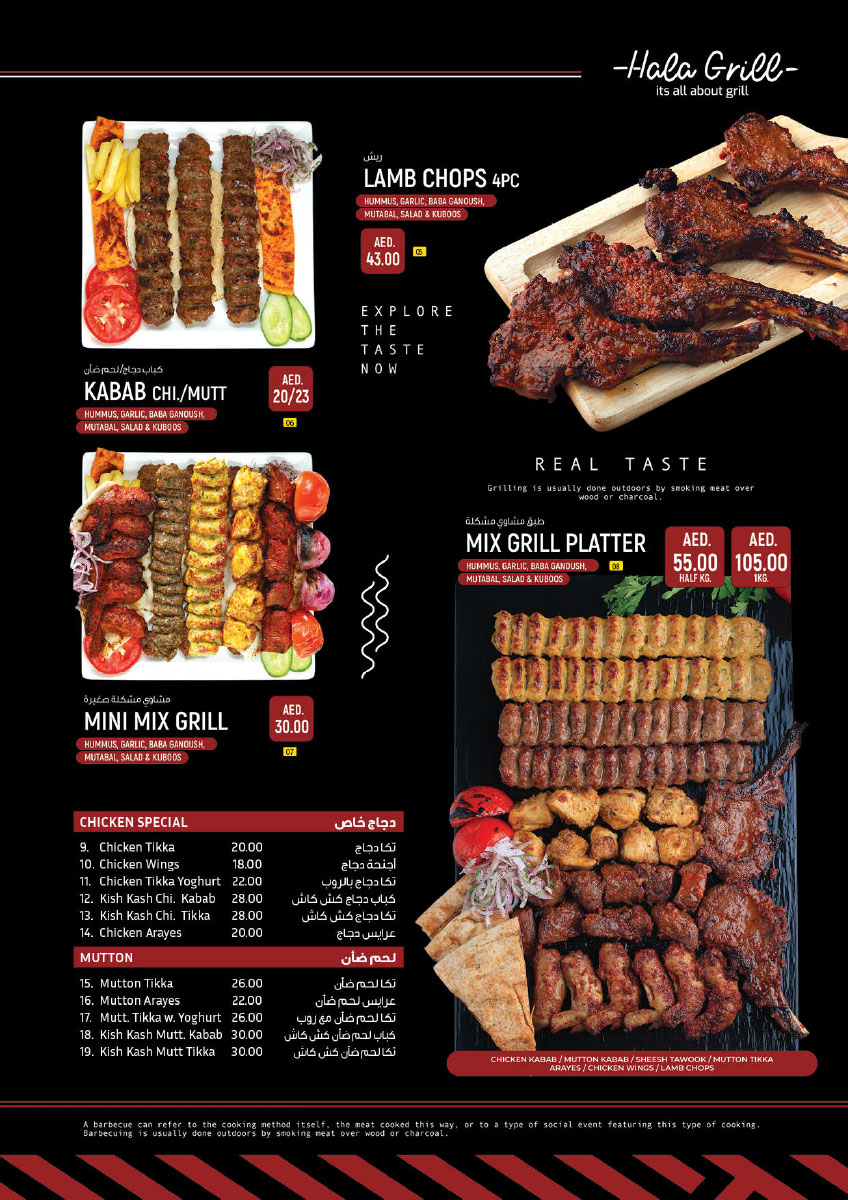 -Hala Grill-
its all about grill
ريش
LAMB CHOPS 4PC
HUMMUS, GARLIC, BABA GANOUSH,
MUTABAL, SALAD & KUBOOS
AED.
43.00
05
EXPLORE
THE
TASTE
NOW
كباب دجاج/لحم ضأن
KABAB CHI./MUTT
HUMMUS, GARLIC, BABA GANOUSH,
MUTABAL, SALAD & KUBOOS
AED.
20/23
06
REAL TASTE
Grilling is usually done outdoors by smoking meat over
wood or charcoal.
طبق مشاوي مشكلة
MIX GRILL PLATTER
HUMMUS, GARLIC, BABA GANOUSH,
MUTABAL, SALAD & KUBOOS
08
AED.
55.00
HALF KG.
AED.
105.00
1KG.
مشاوي مشكلة صغيرة
MINI MIX GRILL
HUMMUS, GARLIC, BABA GANOUSH,
MUTABAL, SALAD & KUBOOS
AED.
30.00
07
CHICKEN SPECIAL دجاج خاص
9. Chicken Tikka 20.00 تكا دجاج
10. Chicken Wings 18.00 أجنحة دجاج
11. Chicken Tikka Yoghurt 22.00 تكا دجاج بالروب
12. Kish Kash Chi. Kabab 28.00 كباب دجاج كش كاش
13. Kish Kash Chi. Tikka 28.00 تكا دجاج كش كاش
14. Chicken Arayes 20.00 عرايس دجاج
MUTTON لحم ضأن
15. Mutton Tikka 26.00 تكا لحم ضأن
16. Mutton Arayes 22.00 عرايس لحم ضأن
17. Mutt. Tikka w. Yoghurt 26.00 تكا لحم ضأن مع روب
18. Kish Kash Mutt. Kabab 30.00 كباب لحم ضأن كش كاش
19. Kish Kash Mutt Tikka 30.00 تكا لحم ضأن كش كاش
CHICKEN KABAB / MUTTON KABAB / SHEESH TAWOOK / MUTTON TIKKA
ARAYES / CHICKEN WINGS / LAMB CHOPS
A barbecue can refer to the cooking method itself, the meat cooked this way, or to a type of social event featuring this type of cooking.
Barbecuing is usually done outdoors by smoking meat over wood or charcoal.